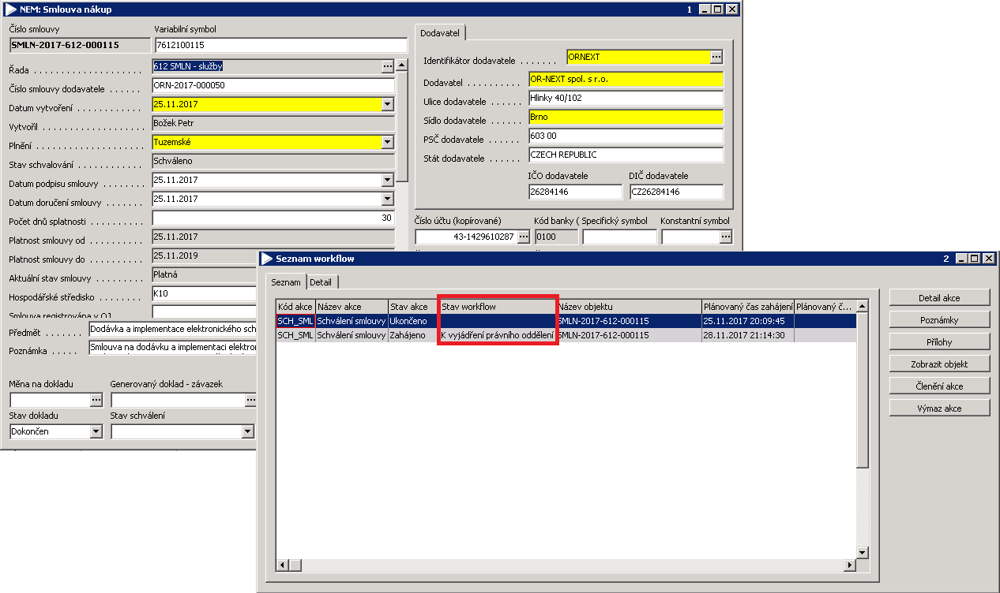 NEM: Smlouva nákup 1
Číslo smlouvy Variabilní symbol
SMLN-2017-612-000115 7612100115
Řada 612 SMLN - služby
Číslo smlouvy dodavatele ORN-2017-000050
Datum vytvoření 25.11.2017
Vytvořil Božek Petr
Plnění Tuzemské
Stav schvalování Schváleno
Datum podpisu smlouvy 25.11.2017
Datum doručení smlouvy 25.11.2017
Počet dnů splatnosti 30
Platnost smlouvy od 25.11.2017
Platnost smlouvy do 25.11.2019
Aktuální stav smlouvy Platná
Hospodářské středisko K10
Smlouva registrována v OJ
Předmět Dodávka a implementace elektronického sch
Poznámka Smlouva na dodávku a implementaci elektron
Měna na dokladu Generovaný doklad - závazek
Stav dokladu Stav schválení
Dokončen
Dodavatel
Identifikátor dodavatele ORNEXT
Dodavatel OR-NEXT spol. s r.o.
Ulice dodavatele Hlinky 40/102
Sídlo dodavatele Brno
PSČ dodavatele 603 00
Stát dodavatele CZECH REPUBLIC
IČO dodavatele DIČ dodavatele
26284146 CZ26284146
Číslo účtu (kopírované) Kód banky ( Specifický symbol Konstantní symbol
43-1429610287 0100
Seznam workflow 2
Seznam Detail
Kód akce Název akce Stav akce Stav workflow Název objektu Plánovaný čas zahájení Plánovaný č...
SCH_SML Schválení smlouvy Ukončeno SMLN-2017-612-000115 25.11.2017 20:09:45
SCH_SML Schválení smlouvy Zahájeno K vyjádření právního oddělení SMLN-2017-612-000115 28.11.2017 21:14:30
Detail akce
Poznámky
Přílohy
Zobrazit objekt
Členění akce
Výmaz akce